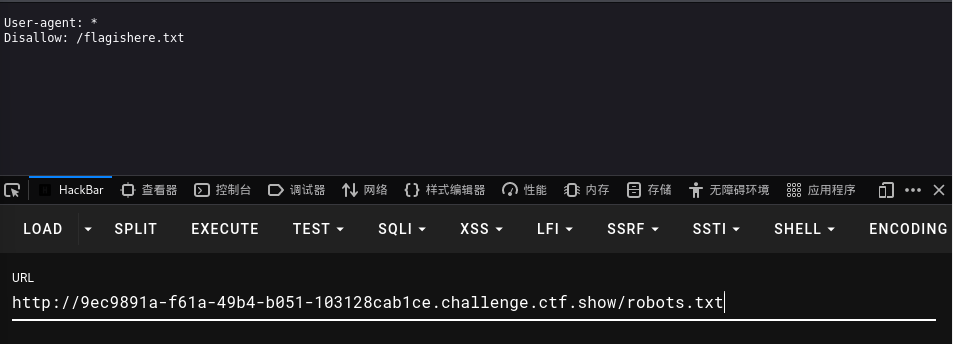 User-agent: *
Disallow: /flagishere.txt
HackBar 查看器 控制台 调试器 网络 样式编辑器 性能 内存 存储 无障碍环境 应用程序
LOAD SPLIT EXECUTE TEST SQLI XSS LFI SSRF SSTI SHELL ENCODING
URL
http://9ec9891a-f61a-49b4-b051-103128cab1ce.challenge.ctf.show/robots.txt